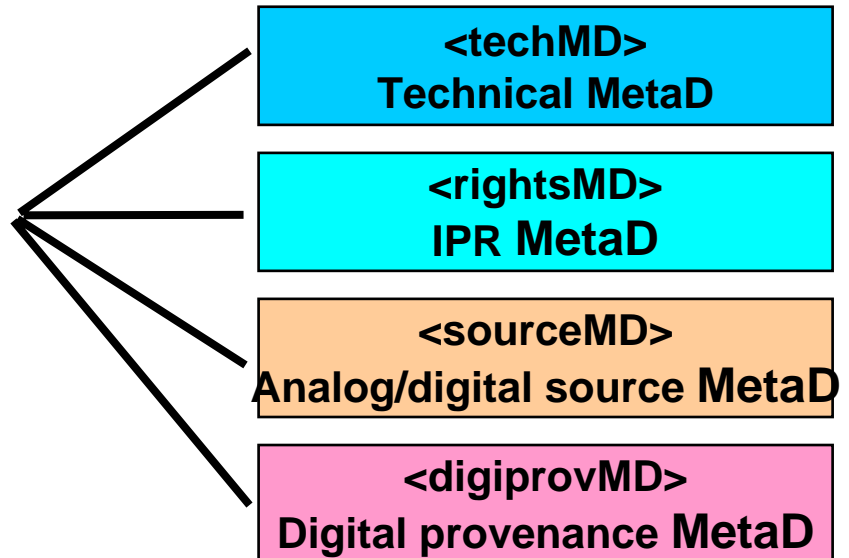 <techMD>
Technical MetaD
<rightsMD>
IPR MetaD
<sourceMD>
Analog/digital source MetaD
<digiprovMD>
Digital provenance MetaD